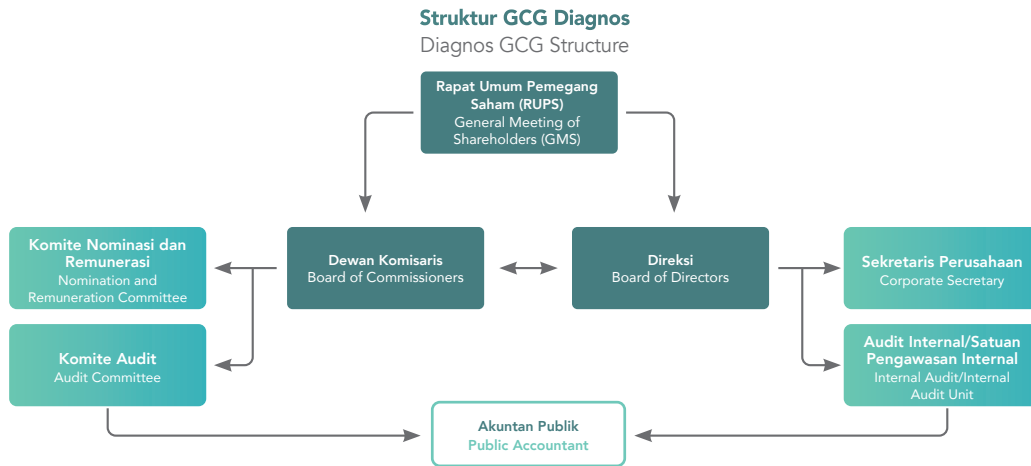 Struktur GCG Diagnos
Diagnos GCG Structure
Rapat Umum Pemegang
Saham (RUPS)
General Meeting of
Shareholders (GMS)
Komite Nominasi dan
Remunerasi
Nomination and
Remuneration Committee
Dewan Komisaris
Board of Commissioners
Direksi
Board of Directors
Sekretaris Perusahaan
Corporate Secretary
Komite Audit
Audit Committee
Audit Internal/Satuan
Pengawasan Internal
Internal Audit/Internal
Audit Unit
Akuntan Publik
Public Accountant